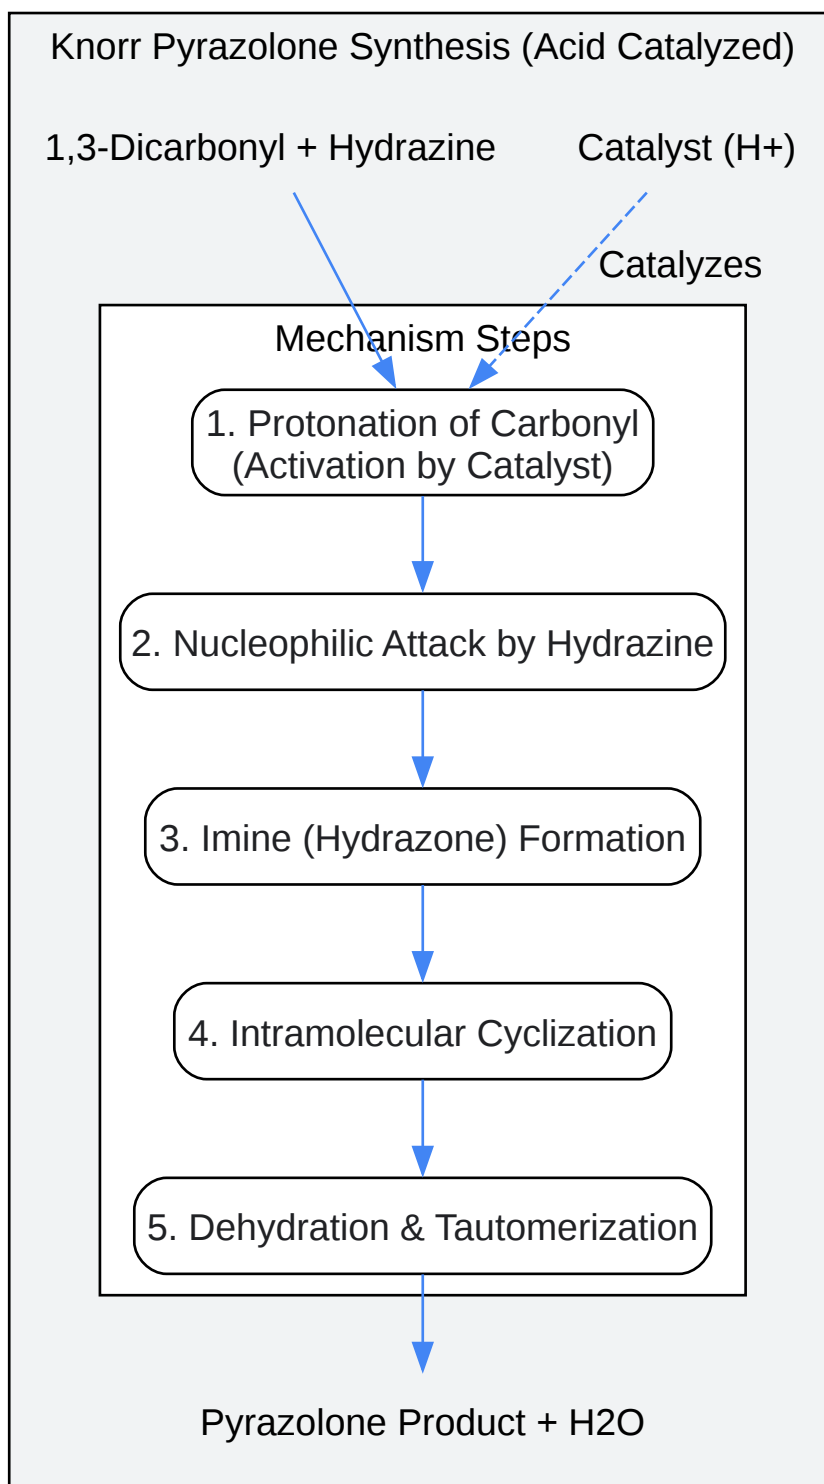 Knorr Pyrazolone Synthesis (Acid Catalyzed)
1,3-Dicarbonyl + Hydrazine
Catalyst (H+)
Catalyzes
Mechanism Steps
1. Protonation of Carbonyl
(Activation by Catalyst)
2. Nucleophilic Attack by Hydrazine
3. Imine (Hydrazone) Formation
4. Intramolecular Cyclization
5. Dehydration & Tautomerization
Pyrazolone Product + H2O